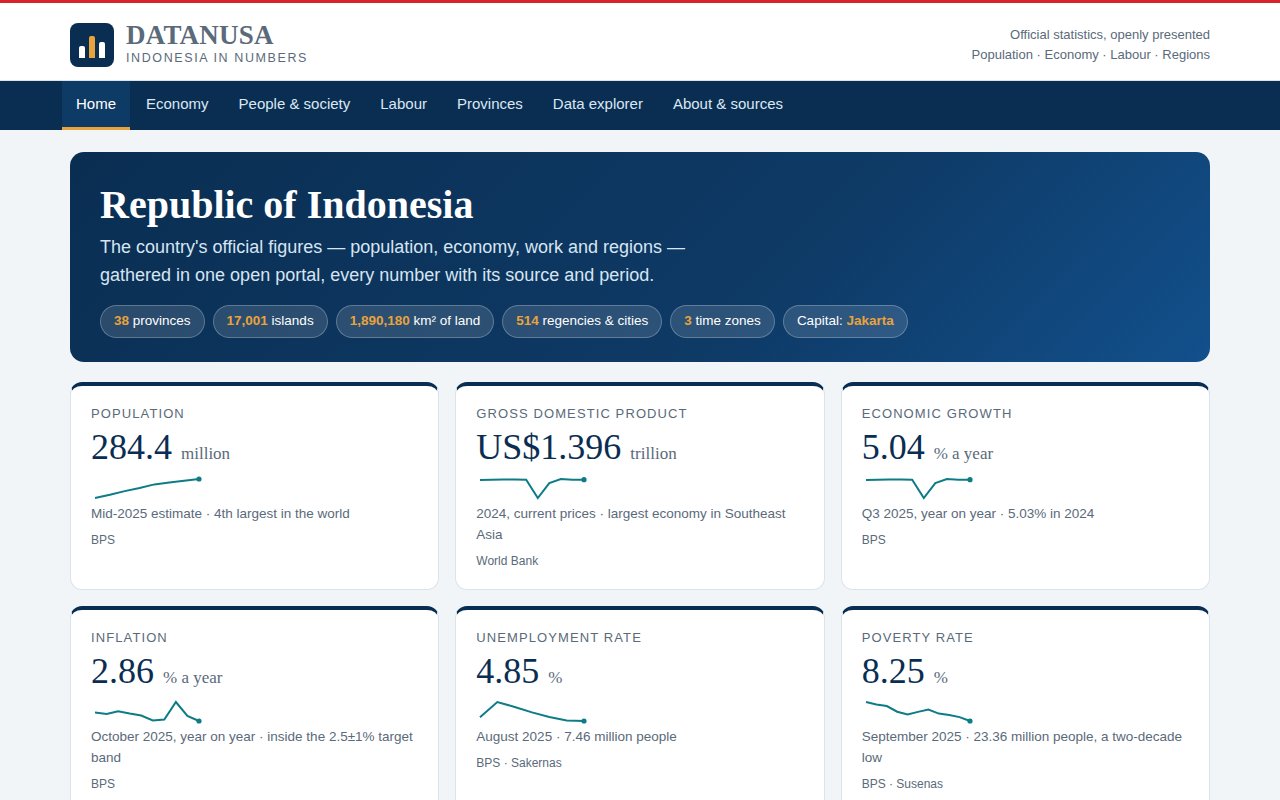 DATANUSA
INDONESIA IN NUMBERS
Official statistics, openly presented
Population · Economy · Labour · Regions
Home
Economy
People & society
Labour
Provinces
Data explorer
About & sources
Republic of Indonesia
The country's official figures — population, economy, work and regions —
gathered in one open portal, every number with its source and period.
38 provinces
17,001 islands
1,890,180 km² of land
514 regencies & cities
3 time zones
Capital: Jakarta
POPULATION
284.4 million
Mid-2025 estimate · 4th largest in the world
BPS
GROSS DOMESTIC PRODUCT
US$1.396 trillion
2024, current prices · largest economy in Southeast
Asia
World Bank
ECONOMIC GROWTH
5.04 % a year
Q3 2025, year on year · 5.03% in 2024
BPS
INFLATION
2.86 % a year
October 2025, year on year · inside the 2.5±1% target
band
BPS
UNEMPLOYMENT RATE
4.85 %
August 2025 · 7.46 million people
BPS · Sakernas
POVERTY RATE
8.25 %
September 2025 · 23.36 million people, a two-decade
low
BPS · Susenas